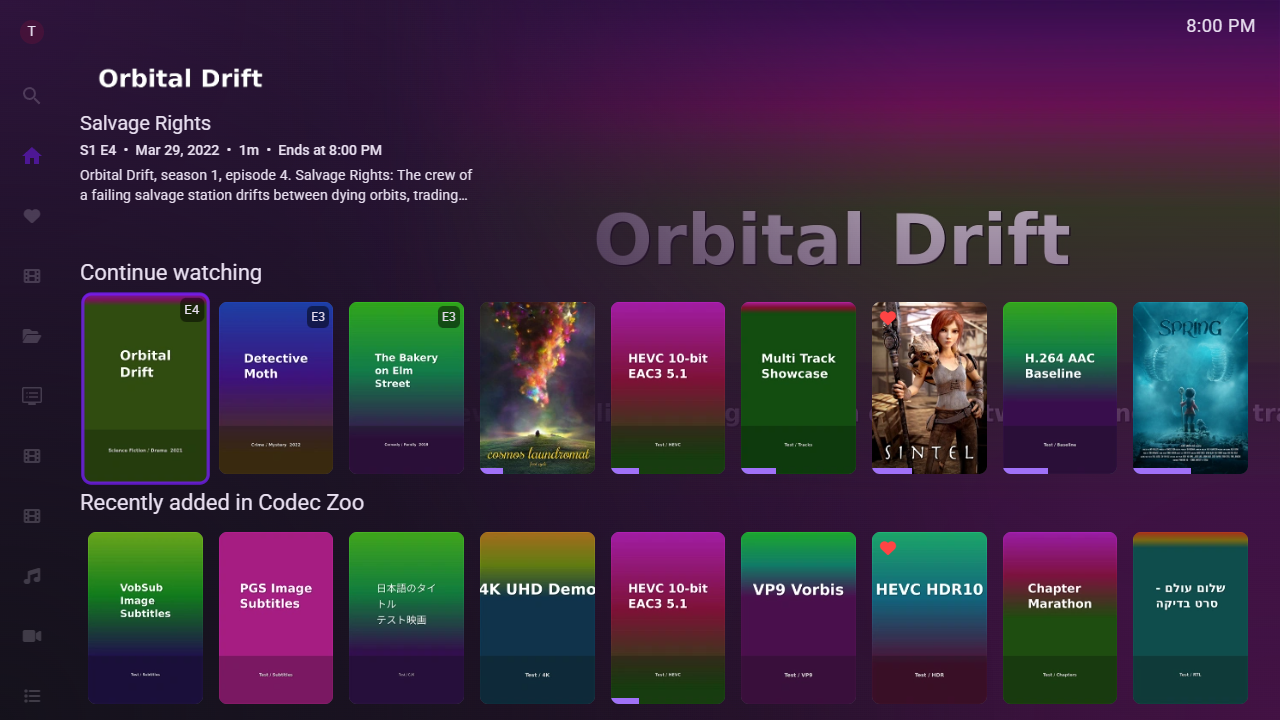 T
8:00 PM
Orbital Drift
Salvage Rights
S1 E4 • Mar 29, 2022 • 1m • Ends at 8:00 PM
Orbital Drift, season 1, episode 4. Salvage Rights: The crew of
a failing salvage station drifts between dying orbits, trading...
Orbital Drift
Continue watching
E4
Orbital
Drift
Science Fiction / Drama 2021
E3
Detective
Moth
Crime / Mystery 2022
E3
The Bakery
on Elm
Street
Comedy / Family 2019
cosmos laundromat
HEVC 10-bit
EAC3 5.1
Test / HEVC
Multi Track
Showcase
Test / Tracks
SINTEL
H.264 AAC
Baseline
Test / Baseline
SPRING
Recently added in Codec Zoo
VobSub
Image
Subtitles
Test / Subtitles
PGS Image
Subtitles
Test / Subtitles
日本語のタイ
トル
テスト映画
4K UHD Demo
Test / 4K
HEVC 10-bit
EAC3 5.1
Test / HEVC
VP9 Vorbis
Test / VP9
HEVC HDR10
Test / HDR
Chapter
Marathon
Test / Chapters
שלום עולם -
סרט בדיקה
Test / RTL